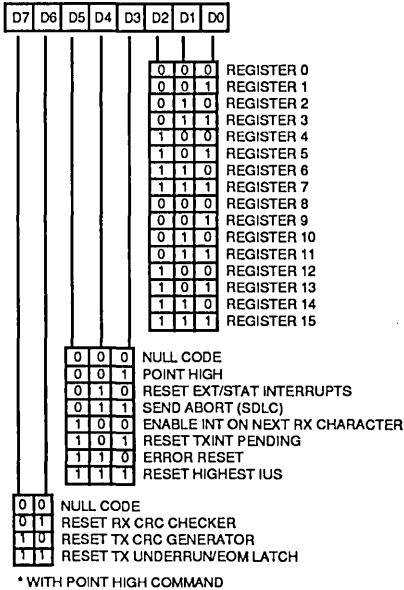 D7 D6 D5 D4 D3 D2 D1 D0
0 0 0 REGISTER 0
0 0 1 REGISTER 1
0 1 0 REGISTER 2
0 1 1 REGISTER 3
1 0 0 REGISTER 4
1 0 1 REGISTER 5
1 1 0 REGISTER 6
1 1 1 REGISTER 7
0 0 0 REGISTER 8
0 0 1 REGISTER 9
0 1 0 REGISTER 10
0 1 1 REGISTER 11
1 0 0 REGISTER 12
1 0 1 REGISTER 13
1 1 0 REGISTER 14
1 1 1 REGISTER 15
0 0 0 NULL CODE
0 0 1 POINT HIGH
0 1 0 RESET EXT/STAT INTERRUPTS
0 1 1 SEND ABORT (SDLC)
1 0 0 ENABLE INT ON NEXT RX CHARACTER
1 0 1 RESET TXINT PENDING
1 1 0 ERROR RESET
1 1 1 RESET HIGHEST IUS
0 0 NULL CODE
0 1 RESET RX CRC CHECKER
1 0 RESET TX CRC GENERATOR
1 1 RESET TX UNDERRUN/EOM LATCH
* WITH POINT HIGH COMMAND